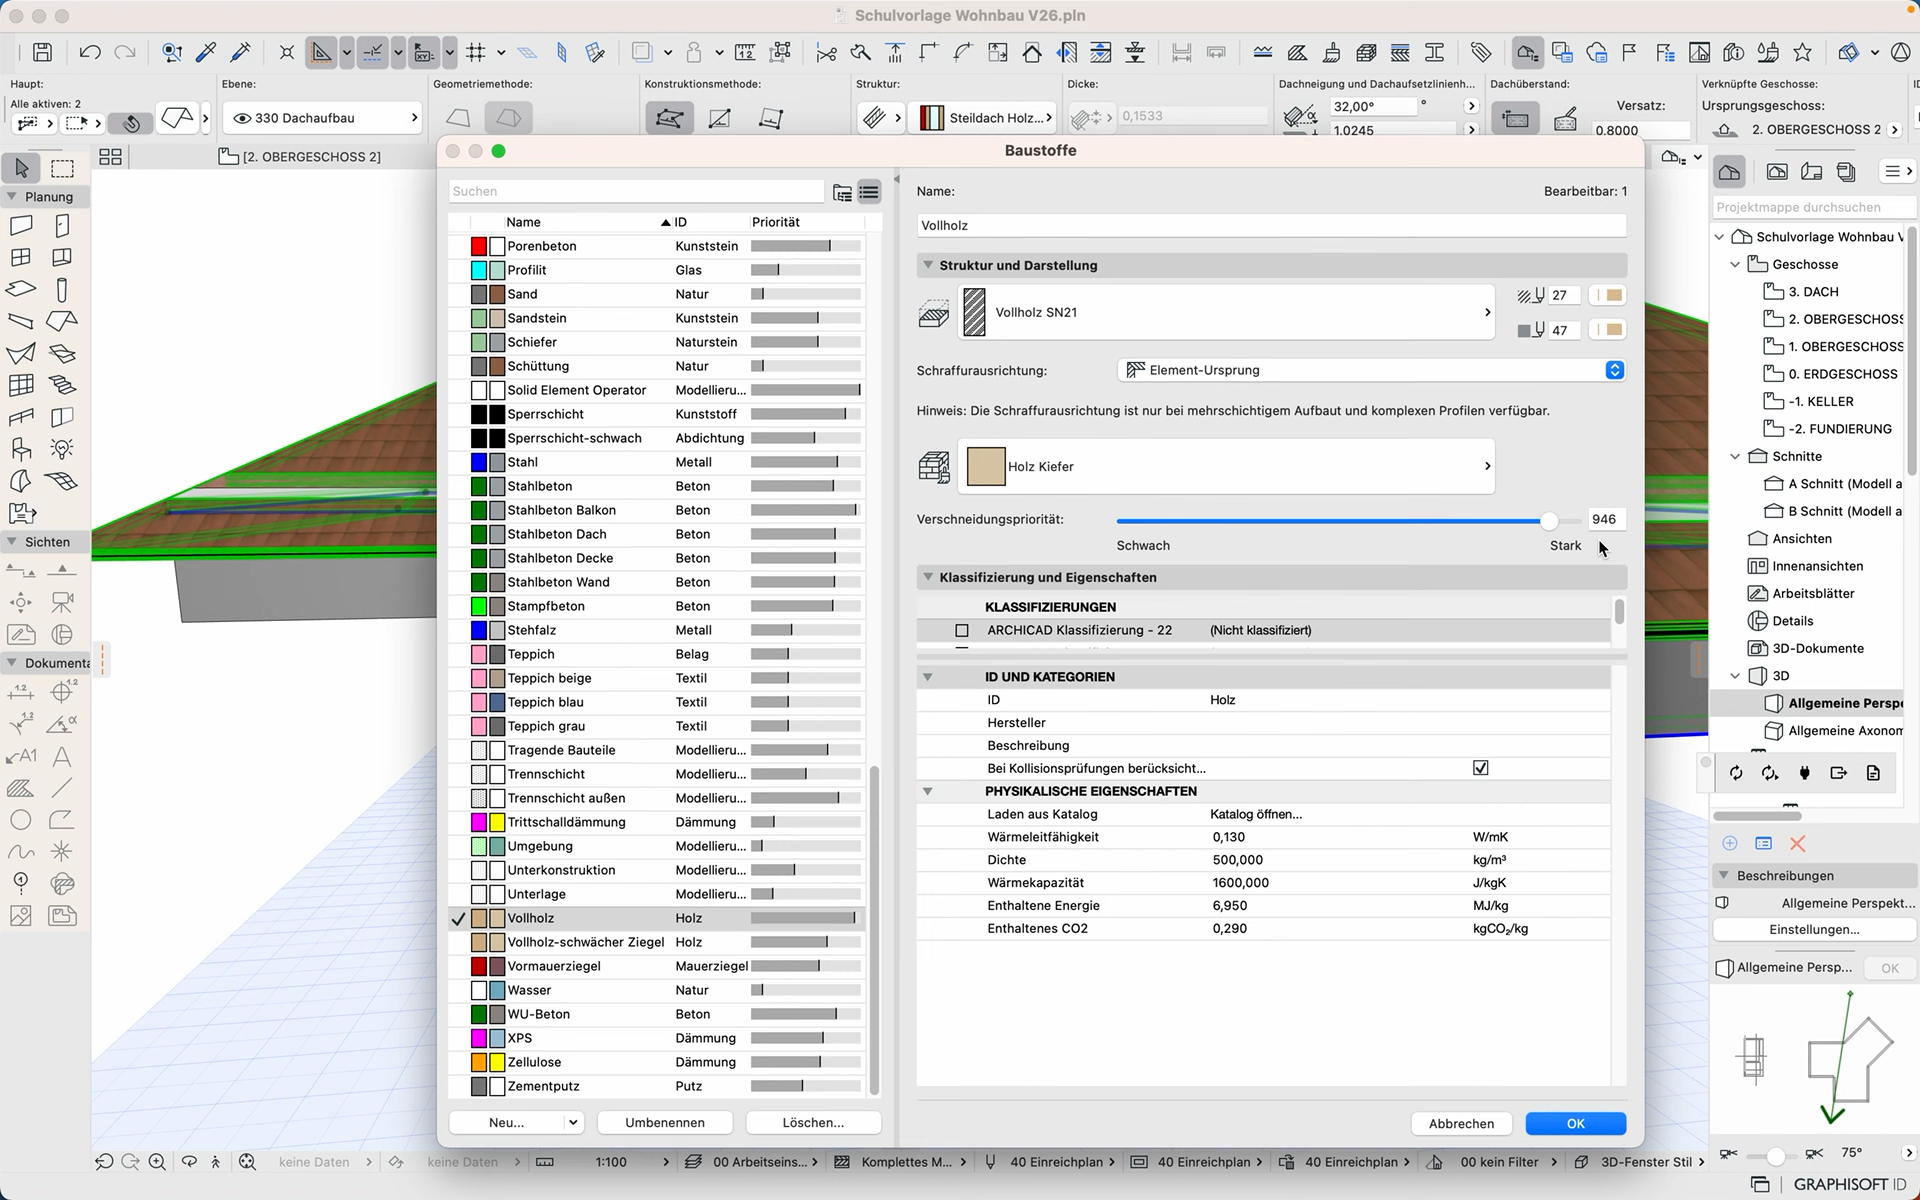 Schulvorlage Wohnbau V26.pln
Haupt:
Ebene:
Geometriemethode:
Konstruktionsmethode:
Struktur:
Dicke:
Dachneigung und Dachaufsetzlinienh...
Dachüberstand:
Verknüpfte Geschosse:
Alle aktiven: 2
330 Dachaufbau
Steildach Holz...
0,1533
32,00°
°
1.0245
Versatz:
0.8000
Ursprungsgeschoss:
2. OBERGESCHOSS 2
[2. OBERGESCHOSS 2]
Planung
Sichten
Dokumenta
Baustoffe
Suchen
Name ID Priorität
Porenbeton Kunststein
Profilit Glas
Sand Natur
Sandstein Kunststein
Schiefer Naturstein
Schüttung Natur
Solid Element Operator Modellieru...
Sperrschicht Kunststoff
Sperrschicht-schwach Abdichtung
Stahl Metall
Stahlbeton Beton
Stahlbeton Balkon Beton
Stahlbeton Dach Beton
Stahlbeton Decke Beton
Stahlbeton Wand Beton
Stampfbeton Beton
Stehfalz Metall
Teppich Belag
Teppich beige Textil
Teppich blau Textil
Teppich grau Textil
Tragende Bauteile Modellieru...
Trennschicht Modellieru...
Trennschicht außen Modellieru...
Trittschalldämmung Dämmung
Umgebung Modellieru...
Unterkonstruktion Modellieru...
Unterlage Modellieru...
Vollholz Holz
Vollholz-schwächer Ziegel Holz
Vormauerziegel Mauerziegel
Wasser Natur
WU-Beton Beton
XPS Dämmung
Zellulose Dämmung
Zementputz Putz
Neu...
Umbenennen
Löschen...
Name:
Bearbeitbar: 1
Vollholz
Struktur und Darstellung
Vollholz SN21
27
47
Schraffurausrichtung:
Element-Ursprung
Hinweis: Die Schraffurausrichtung ist nur bei mehrschichtigem Aufbaut und komplexen Profilen verfügbar.
Holz Kiefer
Verschneidungspriorität:
946
Schwach
Stark
Klassifizierung und Eigenschaften
KLASSIFIZIERUNGEN
ARCHICAD Klassifizierung - 22 (Nicht klassifiziert)
ID UND KATEGORIEN
ID Holz
Hersteller
Beschreibung
Bei Kollisionsprüfungen berücksicht...
PHYSIKALISCHE EIGENSCHAFTEN
Laden aus Katalog Katalog öffnen...
Wärmeleitfähigkeit 0,130 W/mK
Dichte 500,000 kg/m³
Wärmekapazität 1600,000 J/kgK
Enthaltene Energie 6,950 MJ/kg
Enthaltenes CO2 0,290 kgCO₂/kg
Abbrechen
OK
Projektmappe durchsuchen
Schulvorlage Wohnbau V
Geschosse
3. DACH
2. OBERGESCHOSS
1. OBERGESCHOSS
0. ERDGESCHOSS
-1. KELLER
-2. FUNDIERUNG
Schnitte
A Schnitt (Modell a
B Schnitt (Modell a
Ansichten
Innenansichten
Arbeitsblätter
Details
3D-Dokumente
3D
Allgemeine Perspe
Allgemeine Axonom
Beschreibungen
Allgemeine Perspekt...
Einstellungen...
Allgemeine Persp...
OK
75°
keine Daten
keine Daten
1:100
00 Arbeitseins...
Komplettes M...
40 Einreichplan
40 Einreichplan
40 Einreichplan
00 kein Filter
3D-Fenster Stil
GRAPHISOFT ID